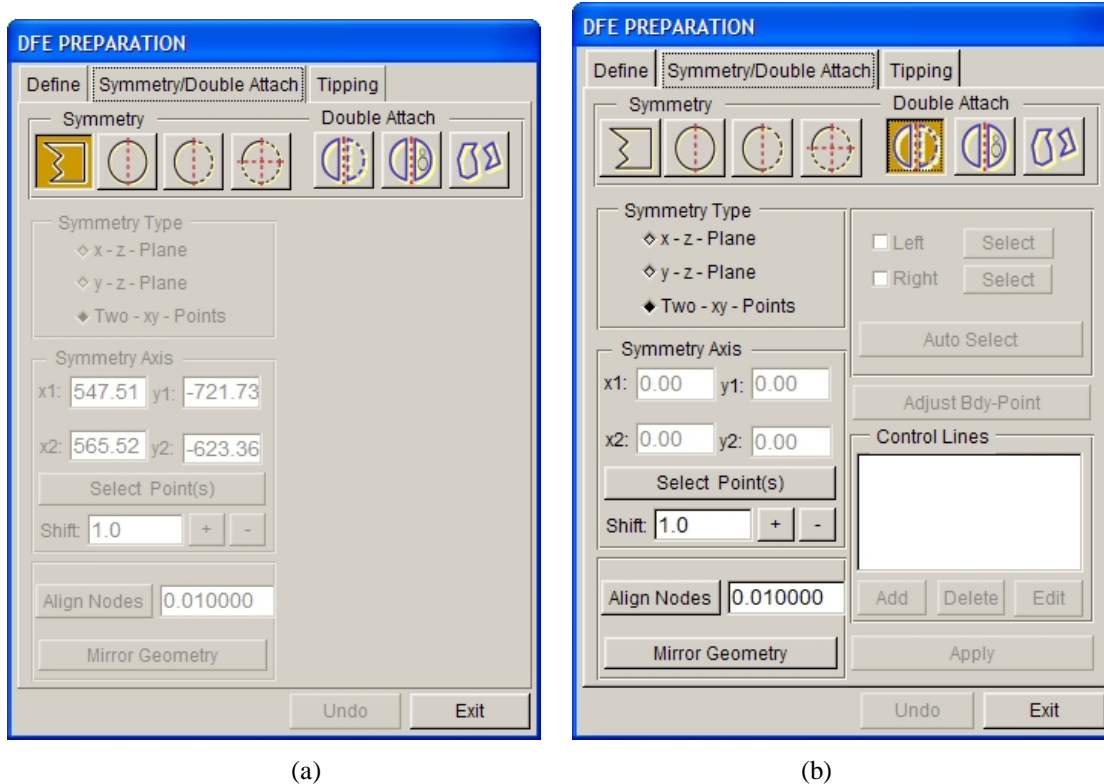 DFE PREPARATION
Define Symmetry/Double Attach Tipping
Symmetry Double Attach
Symmetry Type
x - z - Plane
y - z - Plane
Two - xy - Points
Symmetry Axis
x1: 547.51 y1: -721.73
x2: 565.52 y2: -623.36
Select Point(s)
Shift: 1.0 + -
Align Nodes 0.010000
Mirror Geometry
Undo Exit
(a)
DFE PREPARATION
Define Symmetry/Double Attach Tipping
Symmetry Double Attach
Symmetry Type
x - z - Plane
y - z - Plane
Two - xy - Points
Symmetry Axis
x1: 0.00 y1: 0.00
x2: 0.00 y2: 0.00
Select Point(s)
Shift: 1.0 + -
Align Nodes 0.010000
Mirror Geometry
Left Select
Right Select
Auto Select
Adjust Bdy-Point
Control Lines
Add Delete Edit
Apply
Undo Exit
(b)